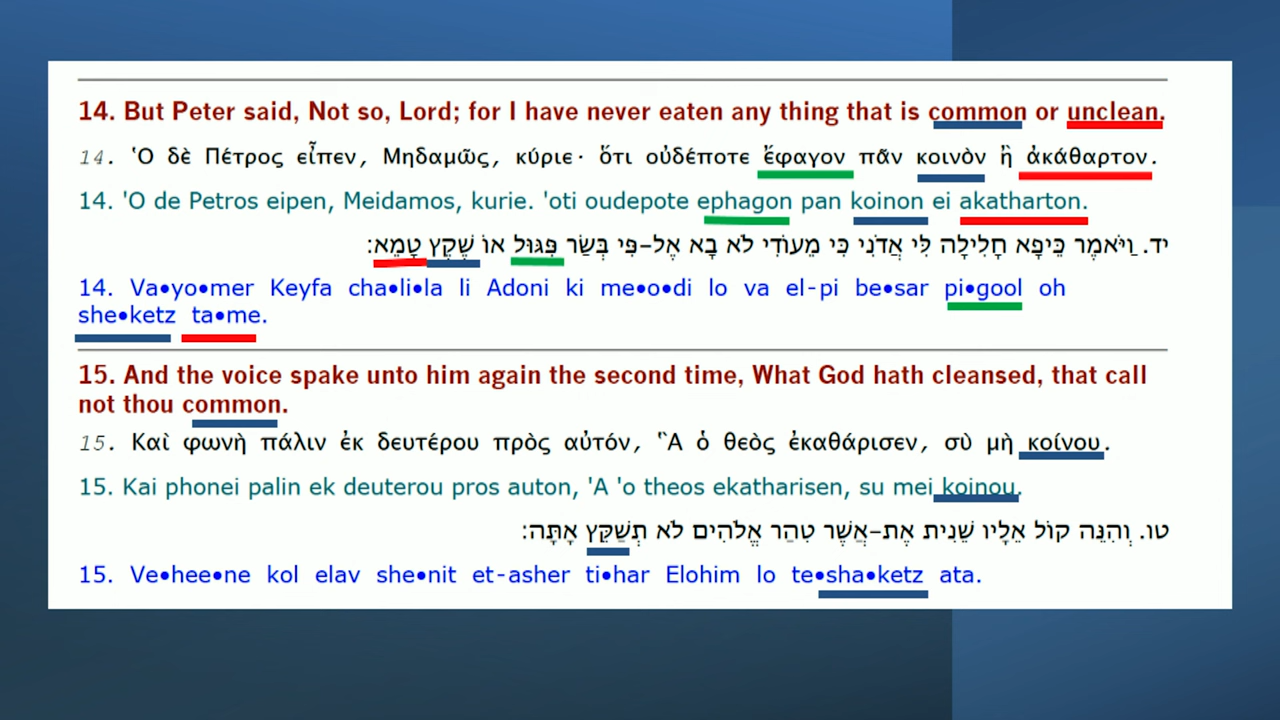 14. But Peter said, Not so, Lord; for I have never eaten any thing that is common or unclean.
14. Ὁ δὲ Πέτρος εἶπεν, Μηδαμῶς, κύριε· ὅτι οὐδέποτε ἔφαγον πᾶν κοινὸν ἢ ἀκάθαρτον.
14. 'O de Petros eipen, Meidamos, kurie. 'oti oudepote ephagon pan koinon ei akatharton.
יד. וַיֹּאמֶר כֵּיפָא חָלִילָה לִּי אֲדֹנִי כִּי מֵעוֹדִי לֹא בָא אֶל–פִּי בְּשַׂר פִּגּוּל אוֹ שֶׁקֶץ טָמֵא:
14. Va•yo•mer Keyfa cha•li•la li Adoni ki me•o•di lo va el-pi be•sar pi•gool oh
she•ketz ta•me.
15. And the voice spake unto him again the second time, What God hath cleansed, that call
not thou common.
15. Καὶ φωνὴ πάλιν ἐκ δευτέρου πρὸς αὐτόν, Ἃ ὁ θεὸς ἐκαθάρισεν, σὺ μὴ κοίνου.
15. Kai phonei palin ek deuterou pros auton, 'A 'o theos ekatharisen, su mei koinou.
טו. וְהִנֵּה קוֹל אֵלָיו שֵׁנִית אֶת–אֲשֶׁר טִהַר אֱלֹהִים לֹא תְשַׁקֵּץ אָתָּה:
15. Ve•hee•ne kol elav she•nit et-asher ti•har Elohim lo te•sha•ketz ata.